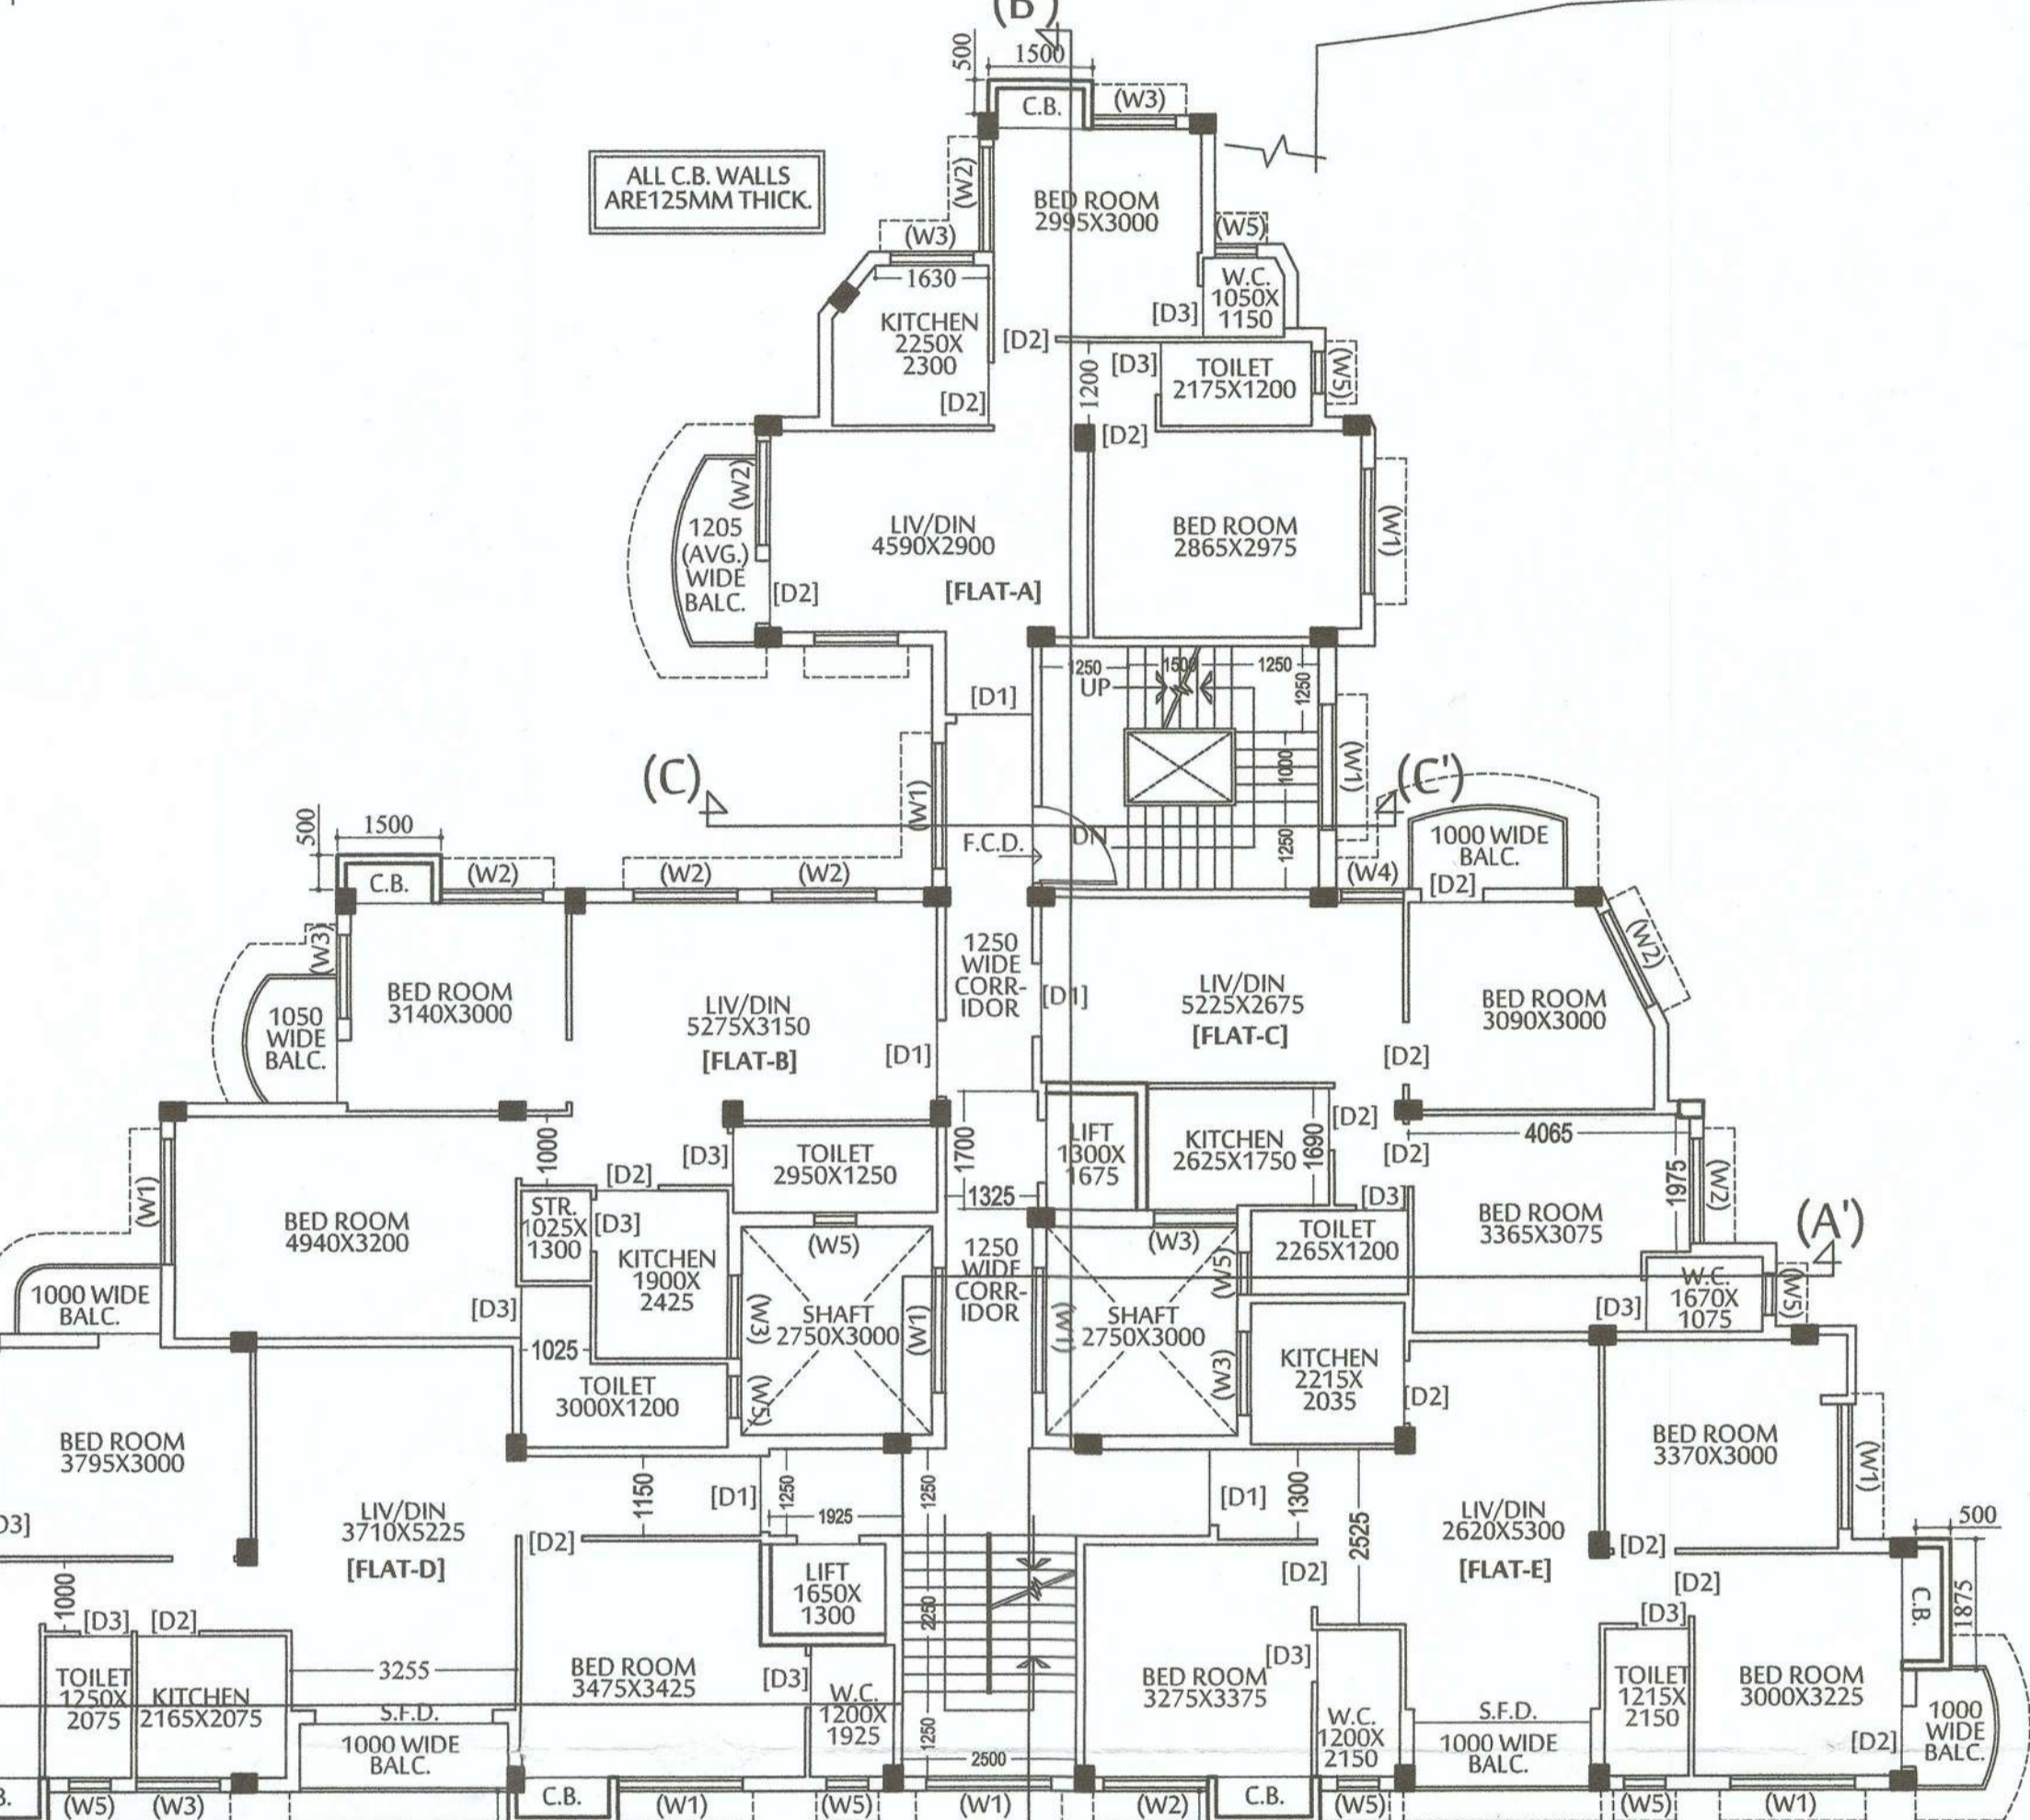 (B')
500
1500
C.B.
(W3)
ALL C.B. WALLS
ARE125MM THICK.
(W2)
BED ROOM
2995X3000
(W3)
(W5)
1630
W.C.
1050X
1150
[D3]
KITCHEN
2250X
2300
[D2]
[D2]
1200
[D3]
TOILET
2175X1200
(W5)
[D2]
(W2)
1205
(AVG.)
WIDE
BALC.
[D2]
LIV/DIN
4590X2900
[FLAT-A]
BED ROOM
2865X2975
(W1)
1250
1500
1250
UP
1250
[D1]
1000
(W1)
(C)
(C')
(W1)
F.C.D.
DN
1250
500
1500
C.B.
(W2)
(W2)
(W2)
(W4)
1000 WIDE
BALC.
[D2]
(W3)
1050
WIDE
BALC.
BED ROOM
3140X3000
LIV/DIN
5275X3150
[FLAT-B]
[D1]
1250
WIDE
CORR-
IDOR
[D1]
LIV/DIN
5225X2675
[FLAT-C]
[D2]
BED ROOM
3090X3000
(W2)
1000
[D3]
TOILET
2950X1250
1700
1325
LIFT
1300X
1675
KITCHEN
2625X1750
1690
[D2]
[D2]
4065
1975
(W2)
(W1)
BED ROOM
4940X3200
[D2]
STR.
1025X
1300
[D3]
KITCHEN
1900X
2425
(W5)
(W3)
[D3]
TOILET
2265X1200
BED ROOM
3365X3075
(A')
1000 WIDE
BALC.
[D3]
(W3)
SHAFT
2750X3000
(W1)
1250
WIDE
CORR-
IDOR
(W1)
SHAFT
2750X3000
(W5)
[D3]
W.C.
1670X
1075
(W5)
1025
TOILET
3000X1200
(W5)
(W3)
KITCHEN
2215X
2035
[D2]
BED ROOM
3795X3000
LIV/DIN
3710X5225
[FLAT-D]
1150
[D1]
1250
1925
1250
[D1]
1300
2525
LIV/DIN
2620X5300
[FLAT-E]
BED ROOM
3370X3000
(W1)
D3]
[D2]
[D2]
[D2]
500
1000
[D3]
[D2]
LIFT
1650X
1300
2250
[D2]
[D3]
C.B.
1875
TOILET
1250X
2075
KITCHEN
2165X2075
3255
S.F.D.
1000 WIDE
BALC.
BED ROOM
3475X3425
[D3]
W.C.
1200X
1925
1250
2500
BED ROOM
3275X3375
[D3]
W.C.
1200X
2150
S.F.D.
1000 WIDE
BALC.
TOILET
1215X
2150
BED ROOM
3000X3225
[D2]
1000
WIDE
BALC.
B.
(W5)
(W3)
C.B.
(W1)
(W5)
(W1)
(W2)
C.B.
(W5)
(W5)
(W1)